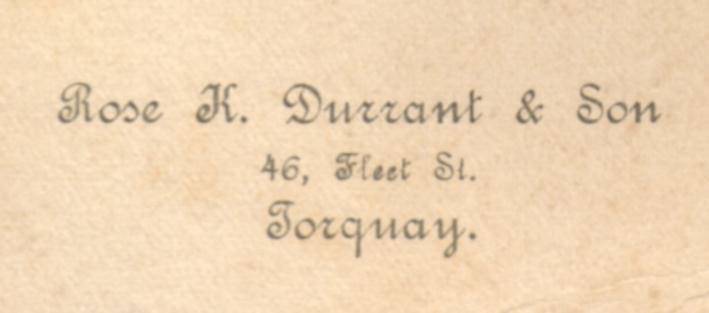 Rose K. Durrant & Son
46, Fleet St.
Torquay.